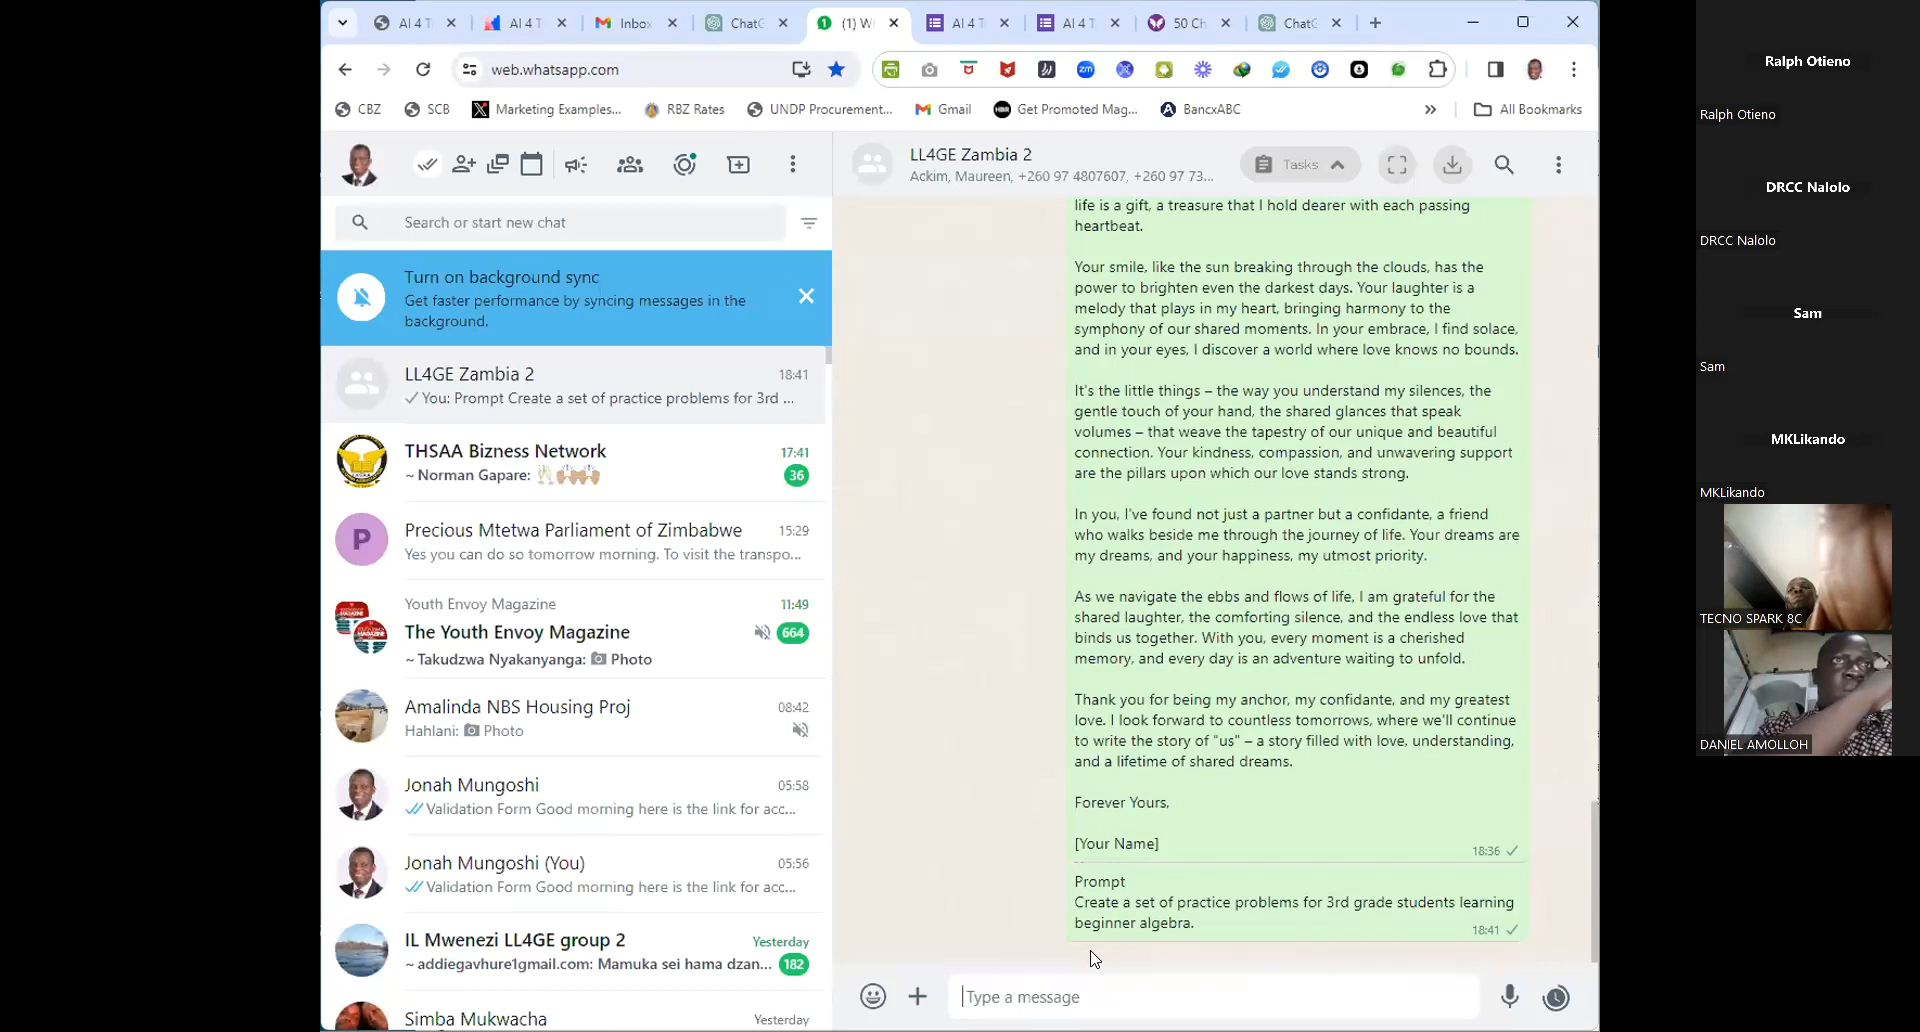 AI 4 T
AI 4 T
Inbox
ChatG
(1) W
AI 4 T
AI 4 T
50 Ch
ChatG
web.whatsapp.com
CBZ
SCB
Marketing Examples...
RBZ Rates
UNDP Procurement...
Gmail
Get Promoted Mag...
BancxABC
All Bookmarks
Search or start new chat
Turn on background sync
Get faster performance by syncing messages in the
background.
LL4GE Zambia 2
18:41
You: Prompt Create a set of practice problems for 3rd ...
THSAA Bizness Network
17:41
~ Norman Gapare:
36
P
Precious Mtetwa Parliament of Zimbabwe
15:29
Yes you can do so tomorrow morning. To visit the transpo...
Youth Envoy Magazine
11:49
The Youth Envoy Magazine
664
~ Takudzwa Nyakanyanga: Photo
Amalinda NBS Housing Proj
08:42
Hahlani: Photo
Jonah Mungoshi
05:58
Validation Form Good morning here is the link for acc...
Jonah Mungoshi (You)
05:56
Validation Form Good morning here is the link for acc...
IL Mwenezi LL4GE group 2
Yesterday
~ addiegavhure1gmail.com: Mamuka sei hama dzan...
182
Simba Mukwacha
Yesterday
LL4GE Zambia 2
Ackim, Maureen, +260 97 4807607, +260 97 73...
Tasks
life is a gift, a treasure that I hold dearer with each passing
heartbeat.
Your smile, like the sun breaking through the clouds, has the
power to brighten even the darkest days. Your laughter is a
melody that plays in my heart, bringing harmony to the
symphony of our shared moments. In your embrace, I find solace,
and in your eyes, I discover a world where love knows no bounds.
It's the little things – the way you understand my silences, the
gentle touch of your hand, the shared glances that speak
volumes – that weave the tapestry of our unique and beautiful
connection. Your kindness, compassion, and unwavering support
are the pillars upon which our love stands strong.
In you, I've found not just a partner but a confidante, a friend
who walks beside me through the journey of life. Your dreams are
my dreams, and your happiness, my utmost priority.
As we navigate the ebbs and flows of life, I am grateful for the
shared laughter, the comforting silence, and the endless love that
binds us together. With you, every moment is a cherished
memory, and every day is an adventure waiting to unfold.
Thank you for being my anchor, my confidante, and my greatest
love. I look forward to countless tomorrows, where we'll continue
to write the story of "us" – a story filled with love, understanding,
and a lifetime of shared dreams.
Forever Yours,
[Your Name]
18:36
Prompt
Create a set of practice problems for 3rd grade students learning
beginner algebra.
18:41
Type a message
Ralph Otieno
Ralph Otieno
DRCC Nalolo
DRCC Nalolo
Sam
Sam
MKLikando
MKLikando
TECNO SPARK 8C
DANIEL AMOLLOH